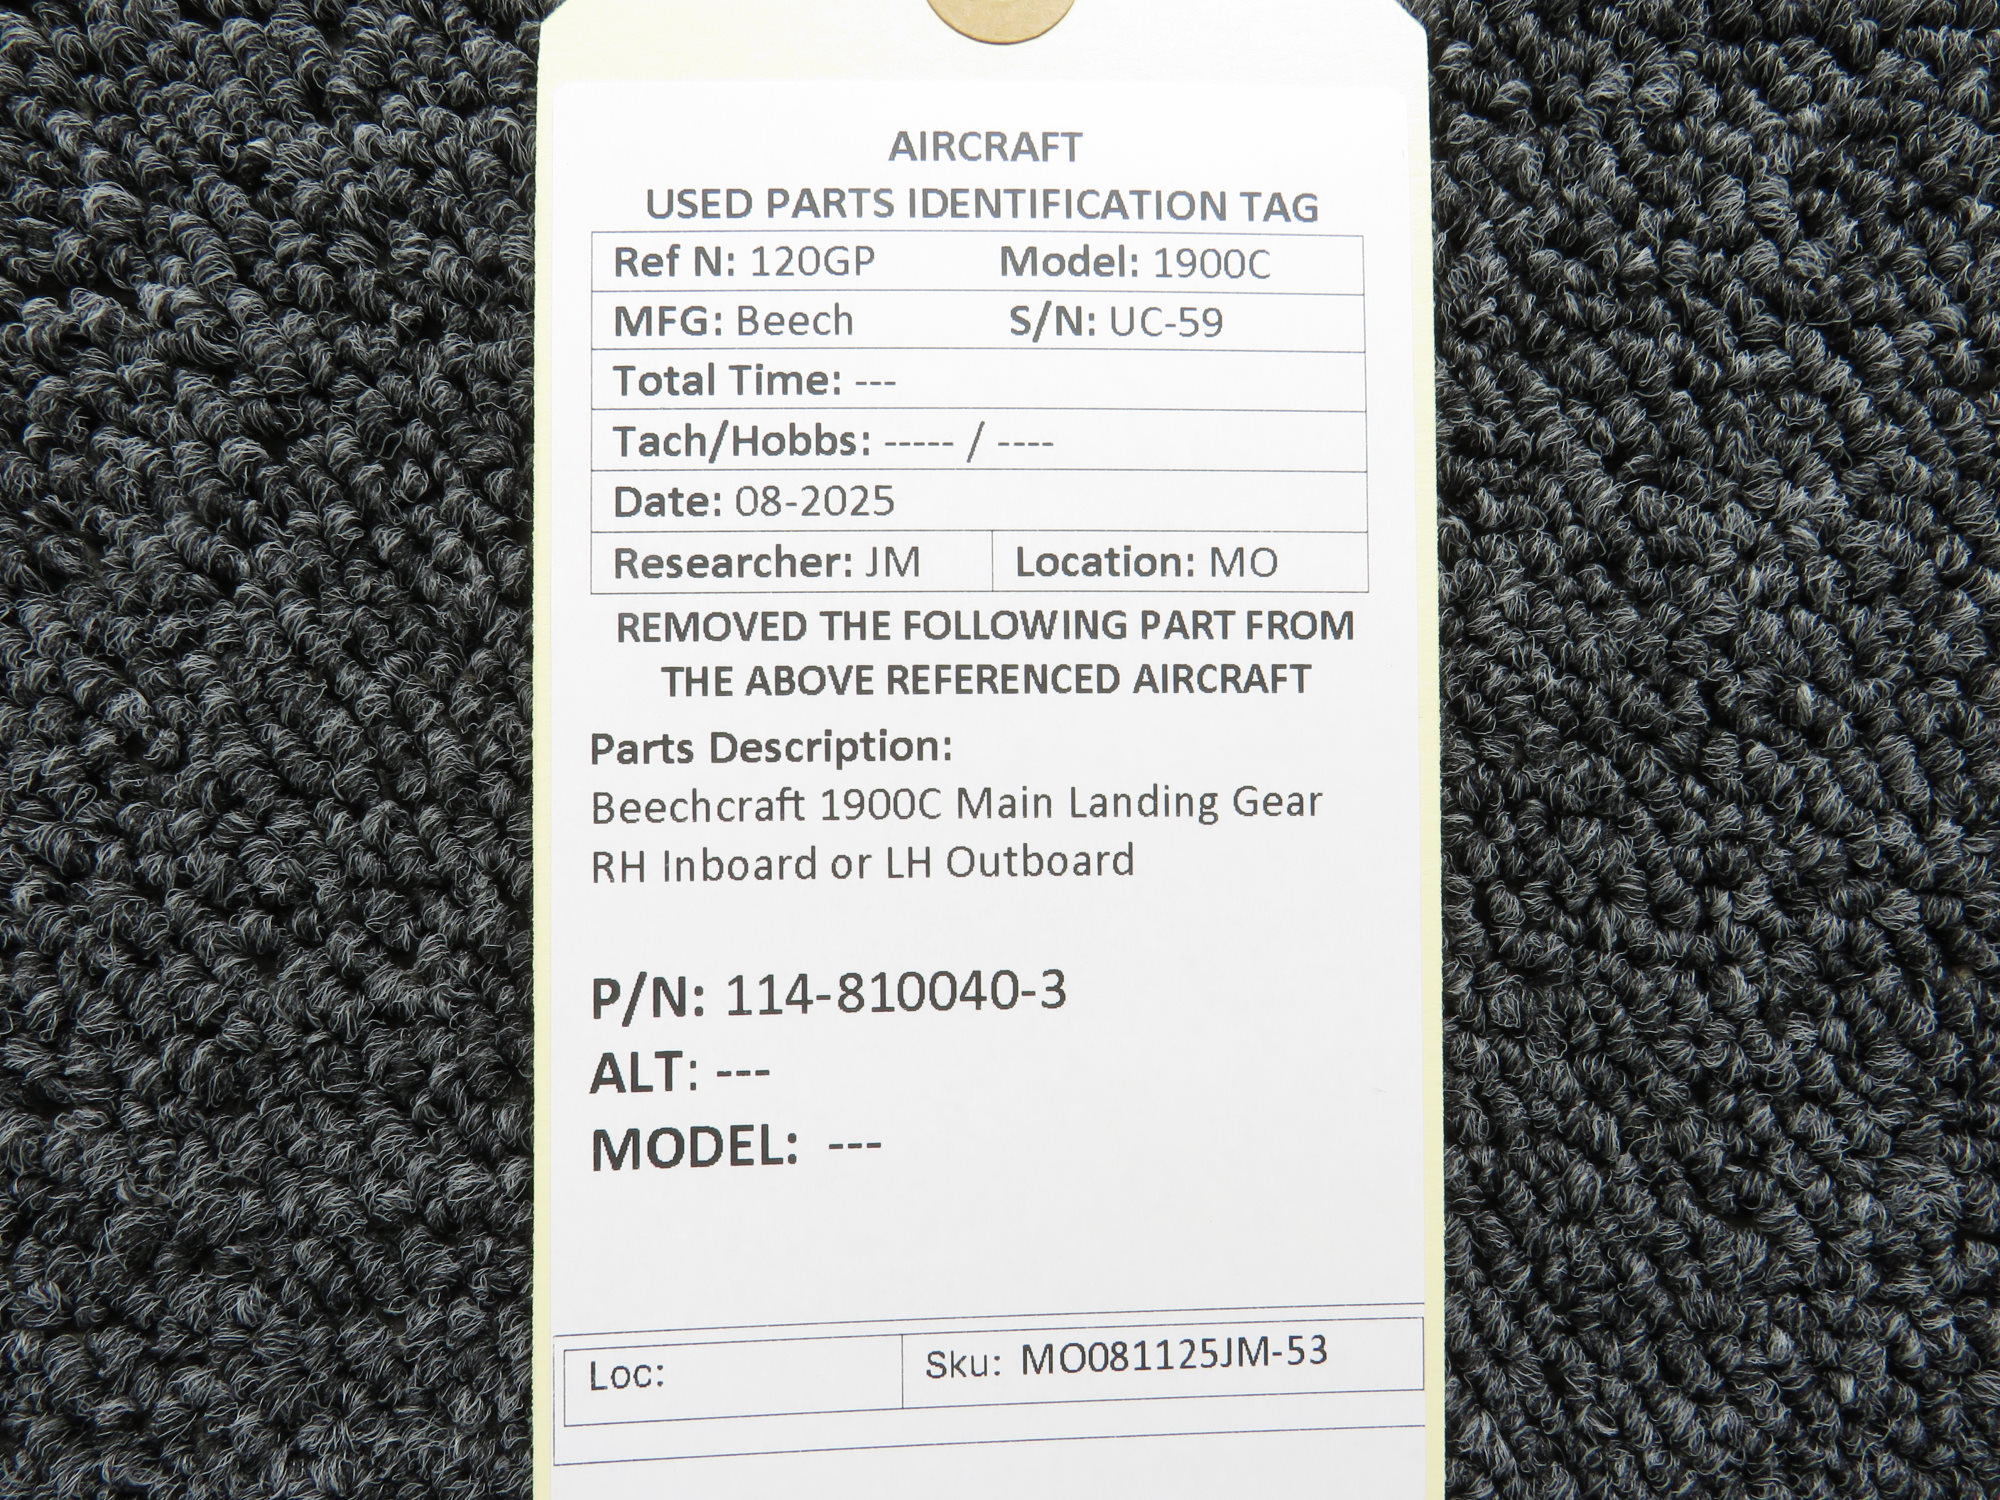 AIRCRAFT
USED PARTS IDENTIFICATION TAG
Ref N: 120GP Model: 1900C
MFG: Beech S/N: UC-59
Total Time: ---
Tach/Hobbs: ----- / ----
Date: 08-2025
Researcher: JM Location: MO
REMOVED THE FOLLOWING PART FROM
THE ABOVE REFERENCED AIRCRAFT
Parts Description:
Beechcraft 1900C Main Landing Gear
RH Inboard or LH Outboard
P/N: 114-810040-3
ALT: ---
MODEL: ---
Loc: Sku: MO081125JM-53